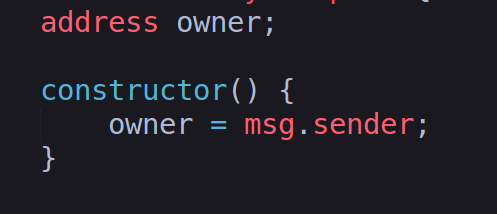 address owner;
constructor() {
    owner = msg.sender;
}